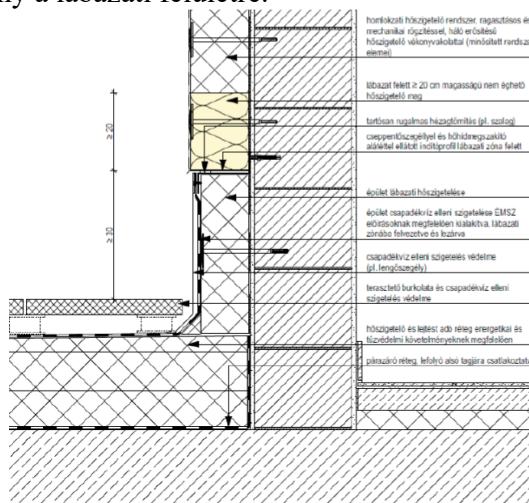 ny a lábazati felületre.
homlokzati hőszigetelő rendszer, ragasztásos és
mechanikai rögzítéssel, háló erősítésű
hőszigetelő vékonyvakolattal (minősített rendszer
elemei)
lábazat felett ≥ 20 cm magasságú nem éghető
hőszigetelő mag
tartósan rugalmas hézagtömítés (pl. szalag)
cseppentőszegéllyel és hőhídmegszakító
alátéttel ellátott indítóprofil lábazati zóna felett
épület lábazati hőszigetelése
épület csapadékvíz elleni szigetelése ÉMSZ
előírásoknak megfelelően kialakítva, lábazati
zónába felvezetve és lezárva
csapadékvíz elleni szigetelés védelme
(pl. lengőszegély)
terasztető burkolata és csapadékvíz elleni
szigetelés védelme
hőszigetelő és lejtést adó réteg energetikai és
tűzvédelmi követelményeknek megfelelően
párazáró réteg, lefolyó alsó tagjára csatlakoztatva
≥ 20
≥ 30